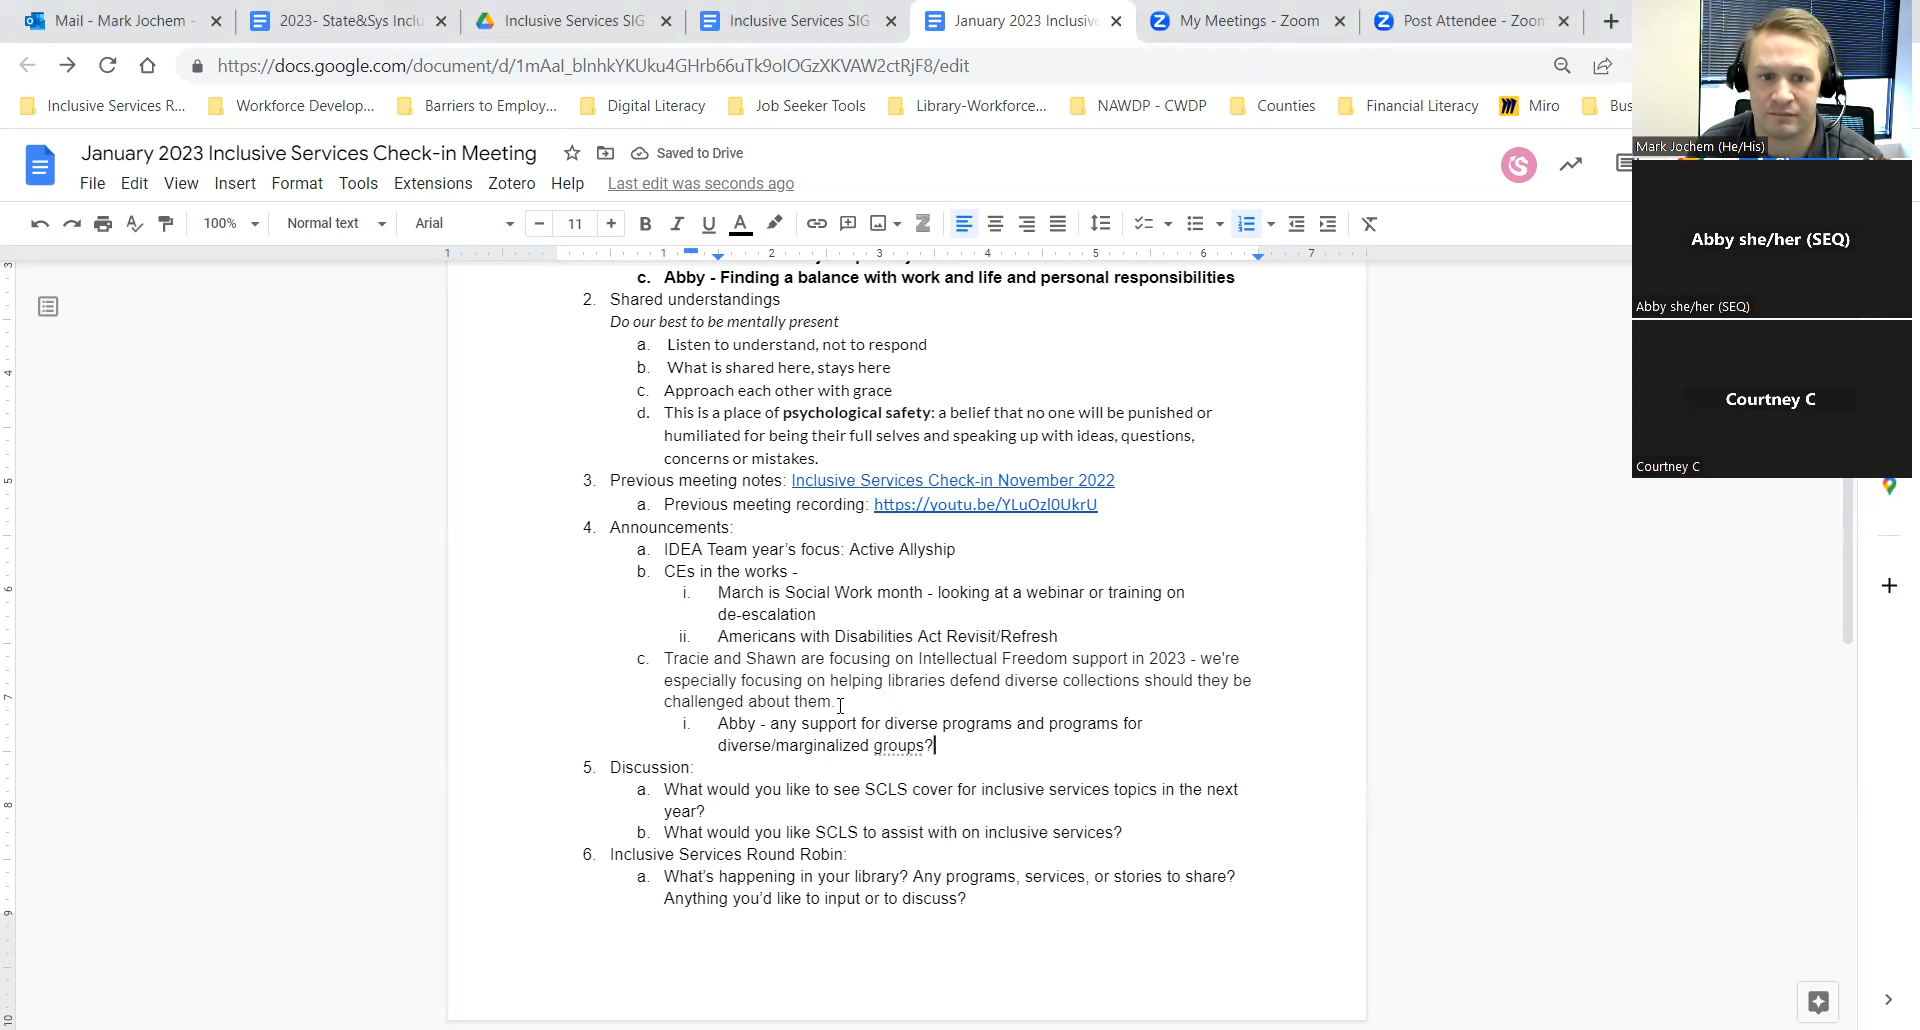 Mail - Mark Jochem -
2023- State&Sys Inclu
Inclusive Services SIG
Inclusive Services SIG
January 2023 Inclusive
My Meetings - Zoom
Post Attendee - Zoom
https://docs.google.com/document/d/1mAal_blnhkYKUku4GHrb66uTk9oIOGzXKVAW2ctRjF8/edit
Inclusive Services R...
Workforce Develop...
Barriers to Employ...
Digital Literacy
Job Seeker Tools
Library-Workforce...
NAWDP - CWDP
Counties
Financial Literacy
Miro
Bus
January 2023 Inclusive Services Check-in Meeting
Saved to Drive
File Edit View Insert Format Tools Extensions Zotero Help
Last edit was seconds ago
100%
Normal text
Arial
11
c. Abby - Finding a balance with work and life and personal responsibilities
2. Shared understandings
Do our best to be mentally present
a. Listen to understand, not to respond
b. What is shared here, stays here
c. Approach each other with grace
d. This is a place of psychological safety: a belief that no one will be punished or
humiliated for being their full selves and speaking up with ideas, questions,
concerns or mistakes.
3. Previous meeting notes: Inclusive Services Check-in November 2022
a. Previous meeting recording: https://youtu.be/YLuOzl0UkrU
4. Announcements:
a. IDEA Team year’s focus: Active Allyship
b. CEs in the works -
i. March is Social Work month - looking at a webinar or training on
de-escalation
ii. Americans with Disabilities Act Revisit/Refresh
c. Tracie and Shawn are focusing on Intellectual Freedom support in 2023 - we're
especially focusing on helping libraries defend diverse collections should they be
challenged about them.
i. Abby - any support for diverse programs and programs for
diverse/marginalized groups?
5. Discussion:
a. What would you like to see SCLS cover for inclusive services topics in the next
year?
b. What would you like SCLS to assist with on inclusive services?
6. Inclusive Services Round Robin:
a. What’s happening in your library? Any programs, services, or stories to share?
Anything you’d like to input or to discuss?
Mark Jochem (He/His)
Abby she/her (SEQ)
Abby she/her (SEQ)
Courtney C
Courtney C